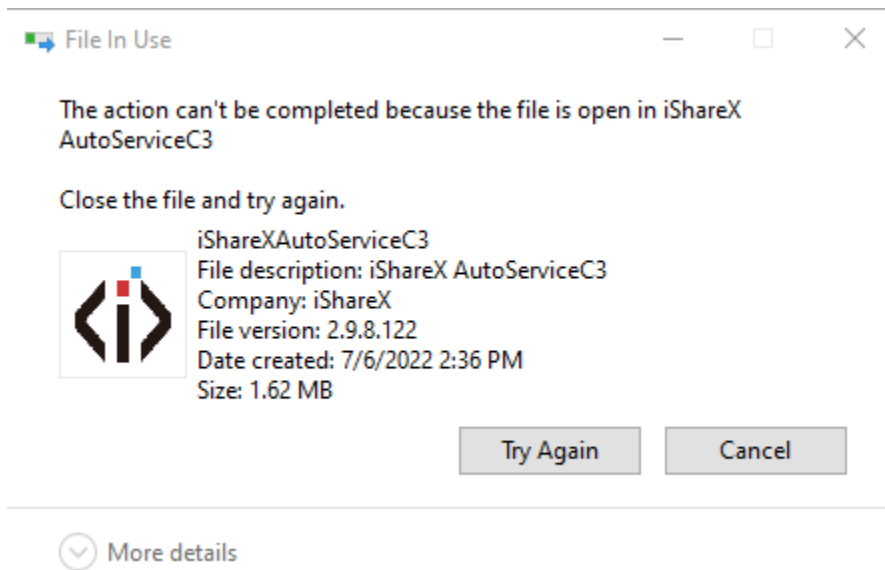 File In Use
The action can't be completed because the file is open in iShareX
AutoServiceC3
Close the file and try again.
iShareXAutoServiceC3
File description: iShareX AutoServiceC3
Company: iShareX
File version: 2.9.8.122
Date created: 7/6/2022 2:36 PM
Size: 1.62 MB
Try Again
Cancel
More details